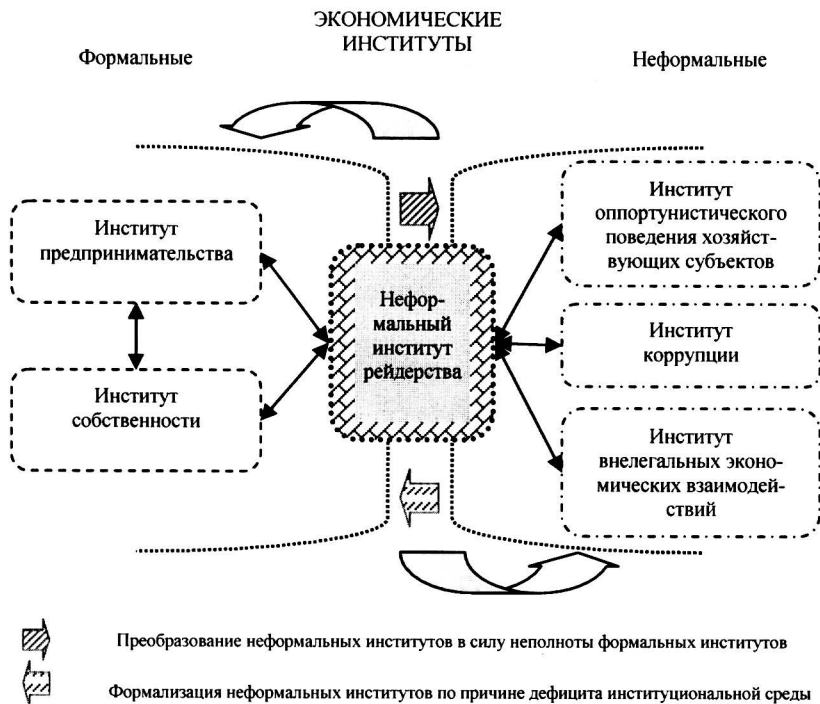 ЭКОНОМИЧЕСКИЕ
ИНСТИТУТЫ
Формальные
Неформальные
Институт
предпринимательства
Институт
собственности
Нефор-
мальный
институт
рейдерства
Институт
оппортунистического
поведения хозяйст-
вующих субъектов
Институт
коррупции
Институт
внелегальных эконо-
мических взаимодей-
ствий
Преобразование неформальных институтов в силу неполноты формальных институтов
Формализация неформальных институтов по причине дефицита институциональной среды